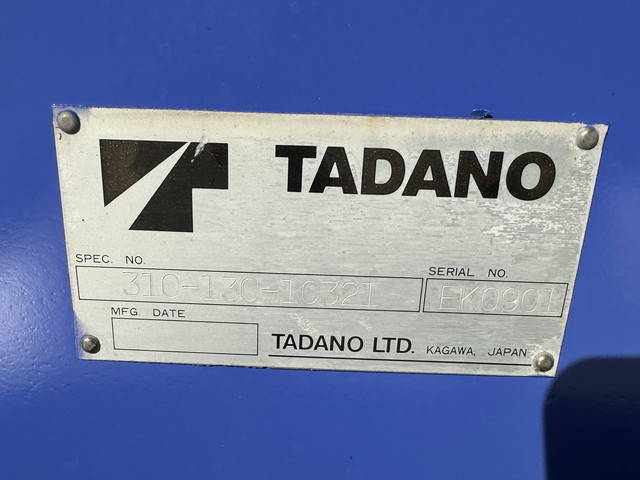 TADANO
SPEC. NO.
310-130-10321
SERIAL NO.
EK0901
MFG. DATE
TADANO LTD. KAGAWA, JAPAN